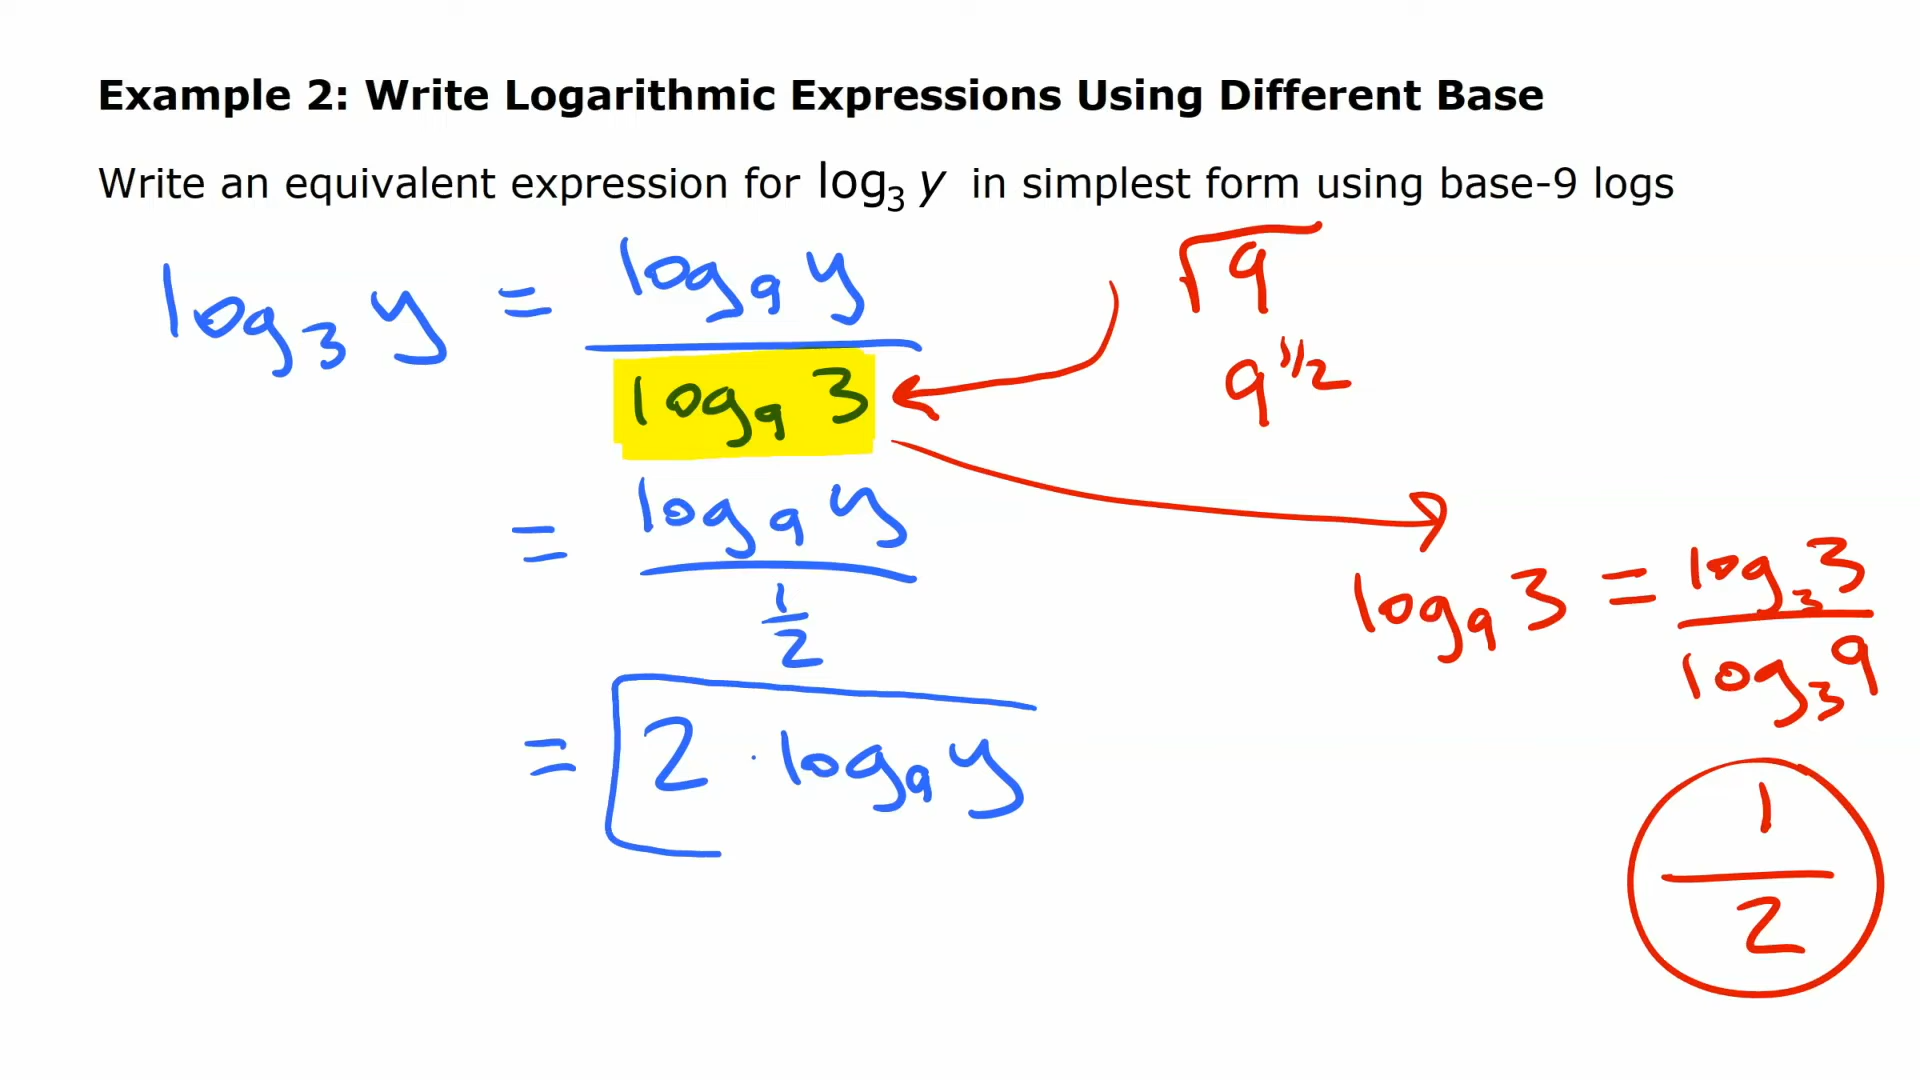 Example 2: Write Logarithmic Expressions Using Different Base
Write an equivalent expression for log₃ y in simplest form using base-9 logs
log₃ y = log₉ y / log₉ 3
√9
9^1/2
= log₉ y / 1/2
log₉ 3 = log₃ 3 / log₃ 9
= 2 · log₉ y
1/2